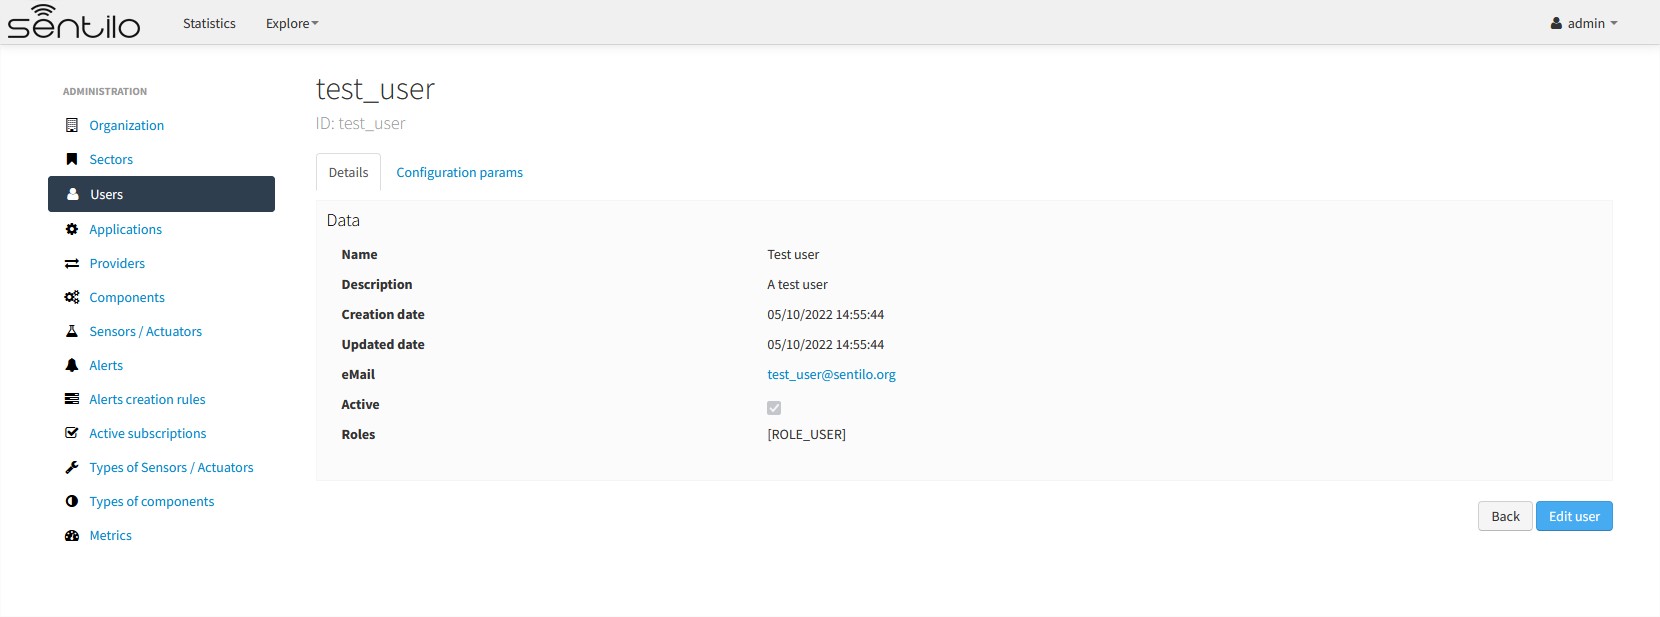 sentilo
Statistics
Explore
admin
ADMINISTRATION
Organization
Sectors
Users
Applications
Providers
Components
Sensors / Actuators
Alerts
Alerts creation rules
Active subscriptions
Types of Sensors / Actuators
Types of components
Metrics
test_user
ID: test_user
Details
Configuration params
Data
Name Test user
Description A test user
Creation date 05/10/2022 14:55:44
Updated date 05/10/2022 14:55:44
eMail test_user@sentilo.org
Active
Roles [ROLE_USER]
Back
Edit user